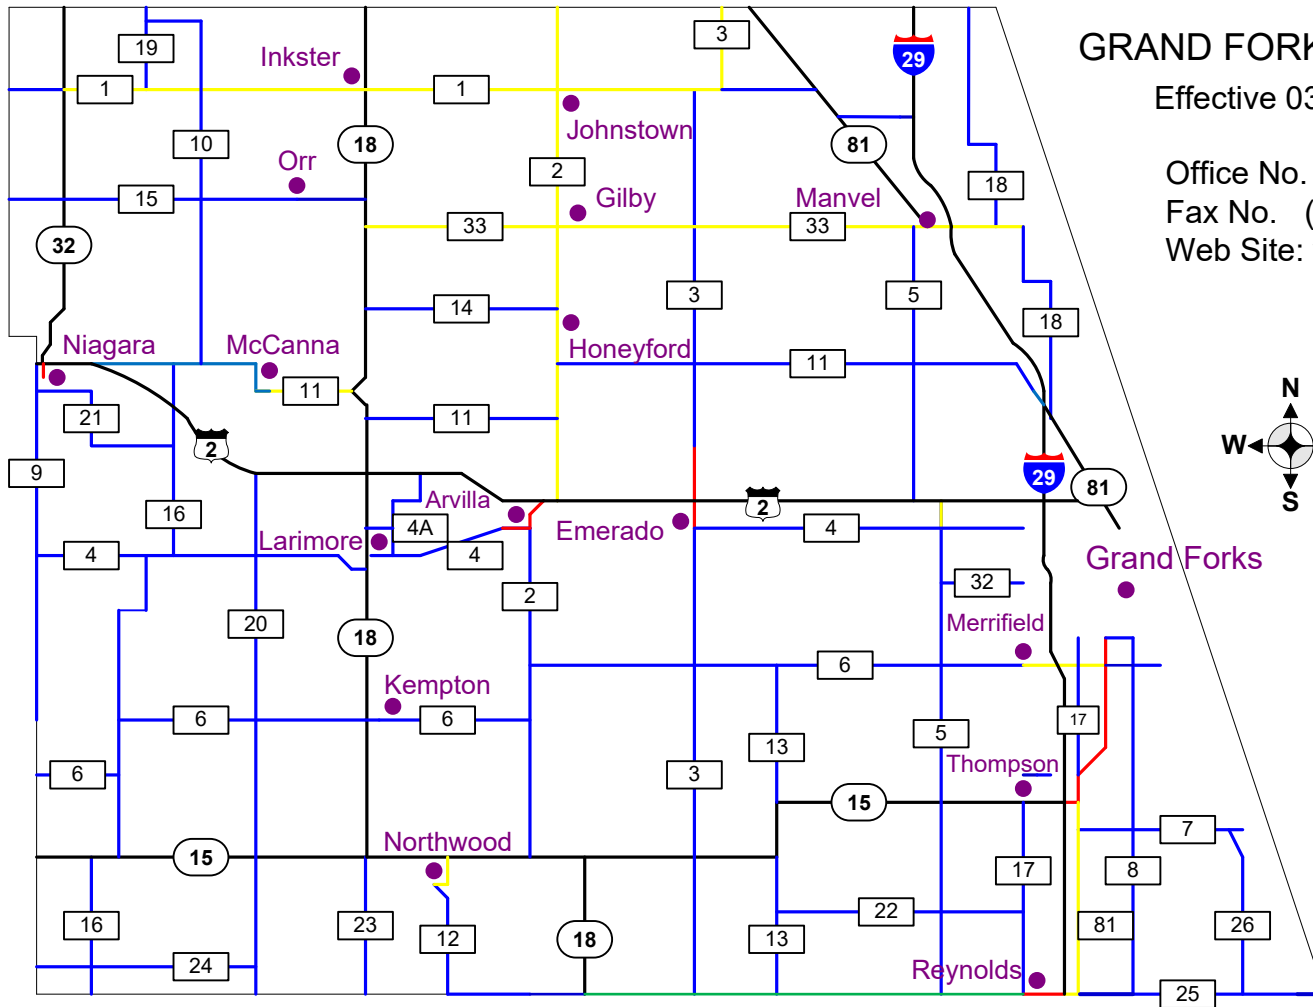 GRAND FORK
Effective 03
Office No.
Fax No. (
Web Site:
3
29
19
Inkster
1
1
Johnstown
10
18
81
Orr
2
18
15
Gilby
Manvel
33
33
32
3
5
14
18
Niagara
McCanna
Honeyford
11
11
21
11
N
W
S
2
9
29
81
16
Arvilla
2
4A
Emerado
4
Larimore
4
4
Grand Forks
32
2
20
Merrifield
18
6
Kempton
6
6
17
5
13
Thompson
6
3
15
7
Northwood
15
17
8
22
16
23
12
18
13
81
26
24
Reynolds
25